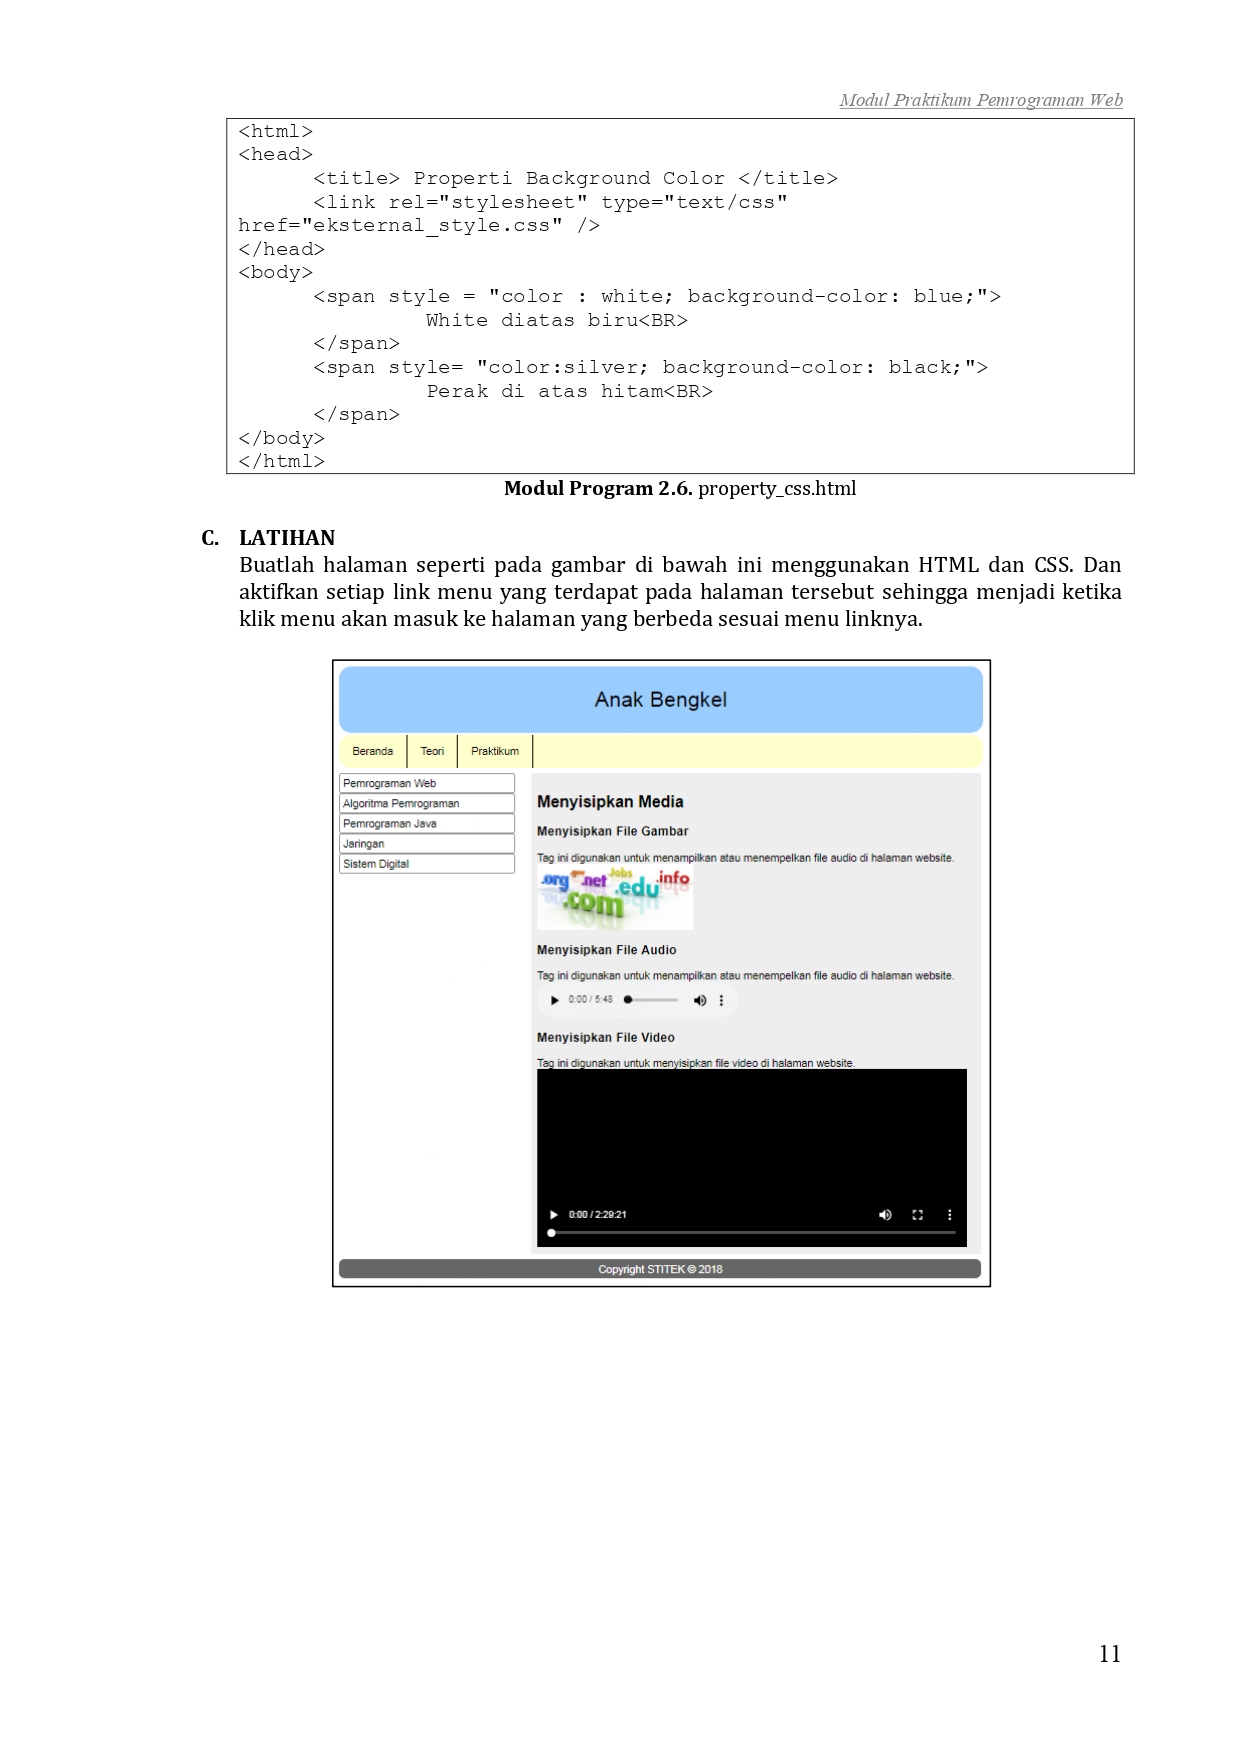 Modul Praktikum Pemrograman Web
<html>
<head>
<title> Properti Background Color </title>
<link rel="stylesheet" type="text/css"
href="eksternal_style.css" />
</head>
<body>
<span style = "color : white; background-color: blue;">
White diatas biru<BR>
</span>
<span style= "color:silver; background-color: black;">
Perak di atas hitam<BR>
</span>
</body>
</html>
Modul Program 2.6. property_css.html
C. LATIHAN
Buatlah halaman seperti pada gambar di bawah ini menggunakan HTML dan CSS. Dan
aktifkan setiap link menu yang terdapat pada halaman tersebut sehingga menjadi ketika
klik menu akan masuk ke halaman yang berbeda sesuai menu linknya.
Anak Bengkel
Beranda Teori Praktikum
Pemrograman Web
Algoritma Pemrograman
Pemrograman Java
Jaringan
Sistem Digital
Menyisipkan Media
Menyisipkan File Gambar
Tag ini digunakan untuk menampilkan atau menempelkan file audio di halaman website.
.org .net .jobs .edu .info
.com
Menyisipkan File Audio
Tag ini digunakan untuk menampilkan atau menempelkan file audio di halaman website.
0:00 / 5:48
Menyisipkan File Video
Tag ini digunakan untuk menyisipkan file video di halaman website.
0:00 / 2:29:21
Copyright STITEK © 2018
11